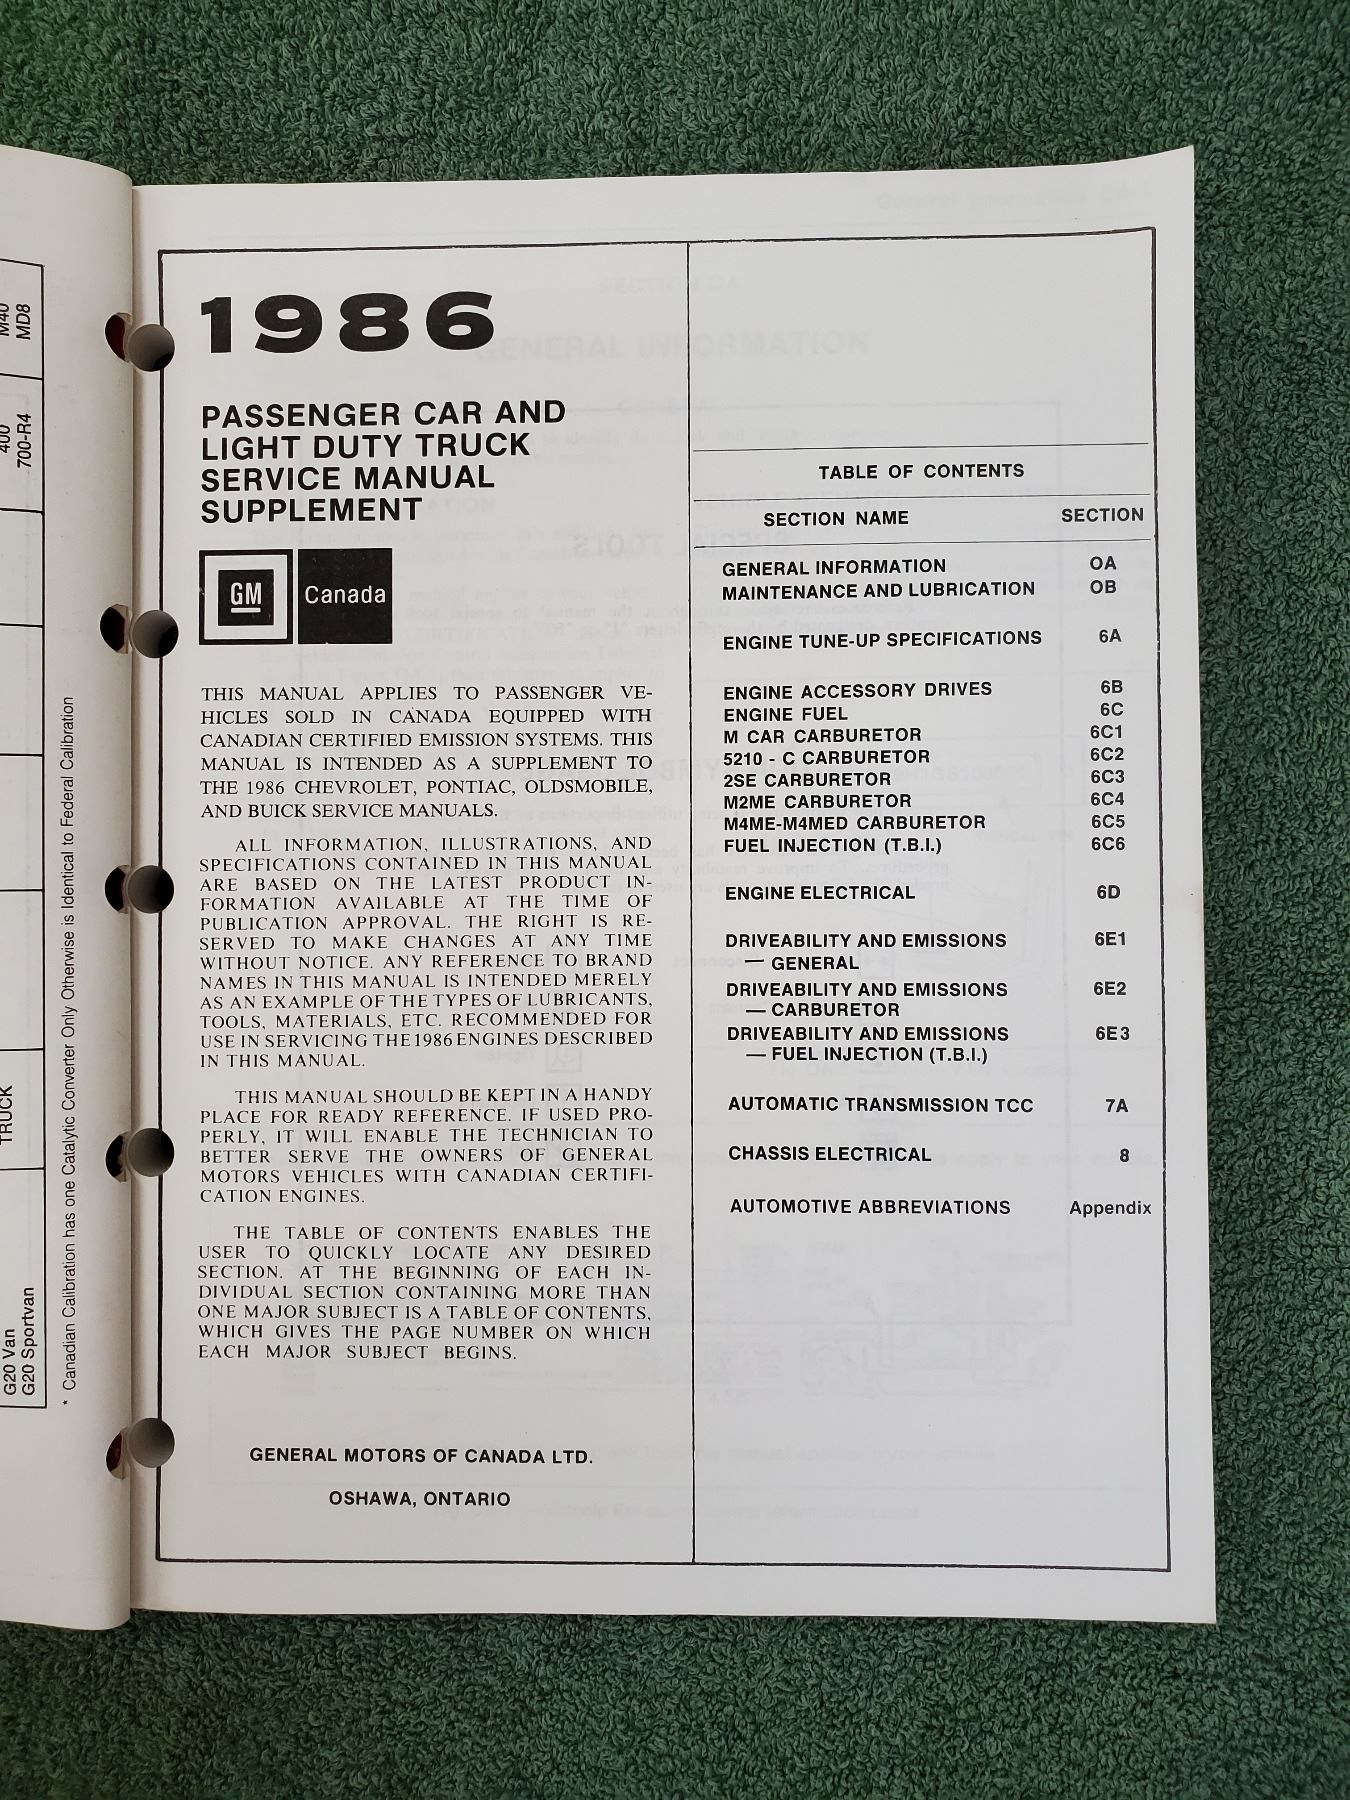 M40
MD8
400
700-R4
TRUCK
G20 Van
G20 Sportvan
* Canadian Calibration has one Catalytic Converter Only Otherwise is Identical to Federal Calibration
1986
PASSENGER CAR AND
LIGHT DUTY TRUCK
SERVICE MANUAL
SUPPLEMENT
GM Canada
THIS MANUAL APPLIES TO PASSENGER VE-
HICLES SOLD IN CANADA EQUIPPED WITH
CANADIAN CERTIFIED EMISSION SYSTEMS. THIS
MANUAL IS INTENDED AS A SUPPLEMENT TO
THE 1986 CHEVROLET, PONTIAC, OLDSMOBILE,
AND BUICK SERVICE MANUALS.
ALL INFORMATION, ILLUSTRATIONS, AND
SPECIFICATIONS CONTAINED IN THIS MANUAL
ARE BASED ON THE LATEST PRODUCT IN-
FORMATION AVAILABLE AT THE TIME OF
PUBLICATION APPROVAL. THE RIGHT IS RE-
SERVED TO MAKE CHANGES AT ANY TIME
WITHOUT NOTICE. ANY REFERENCE TO BRAND
NAMES IN THIS MANUAL IS INTENDED MERELY
AS AN EXAMPLE OF THE TYPES OF LUBRICANTS,
TOOLS, MATERIALS, ETC. RECOMMENDED FOR
USE IN SERVICING THE 1986 ENGINES DESCRIBED
IN THIS MANUAL.
THIS MANUAL SHOULD BE KEPT IN A HANDY
PLACE FOR READY REFERENCE. IF USED PRO-
PERLY, IT WILL ENABLE THE TECHNICIAN TO
BETTER SERVE THE OWNERS OF GENERAL
MOTORS VEHICLES WITH CANADIAN CERTIFI-
CATION ENGINES.
THE TABLE OF CONTENTS ENABLES THE
USER TO QUICKLY LOCATE ANY DESIRED
SECTION. AT THE BEGINNING OF EACH IN-
DIVIDUAL SECTION CONTAINING MORE THAN
ONE MAJOR SUBJECT IS A TABLE OF CONTENTS,
WHICH GIVES THE PAGE NUMBER ON WHICH
EACH MAJOR SUBJECT BEGINS.
GENERAL MOTORS OF CANADA LTD.
OSHAWA, ONTARIO
TABLE OF CONTENTS
SECTION NAME SECTION
GENERAL INFORMATION OA
MAINTENANCE AND LUBRICATION OB
ENGINE TUNE-UP SPECIFICATIONS 6A
ENGINE ACCESSORY DRIVES 6B
ENGINE FUEL 6C
M CAR CARBURETOR 6C1
5210 - C CARBURETOR 6C2
2SE CARBURETOR 6C3
M2ME CARBURETOR 6C4
M4ME-M4MED CARBURETOR 6C5
FUEL INJECTION (T.B.I.) 6C6
ENGINE ELECTRICAL 6D
DRIVEABILITY AND EMISSIONS 6E1
— GENERAL
DRIVEABILITY AND EMISSIONS 6E2
— CARBURETOR
DRIVEABILITY AND EMISSIONS 6E3
— FUEL INJECTION (T.B.I.)
AUTOMATIC TRANSMISSION TCC 7A
CHASSIS ELECTRICAL 8
AUTOMOTIVE ABBREVIATIONS Appendix